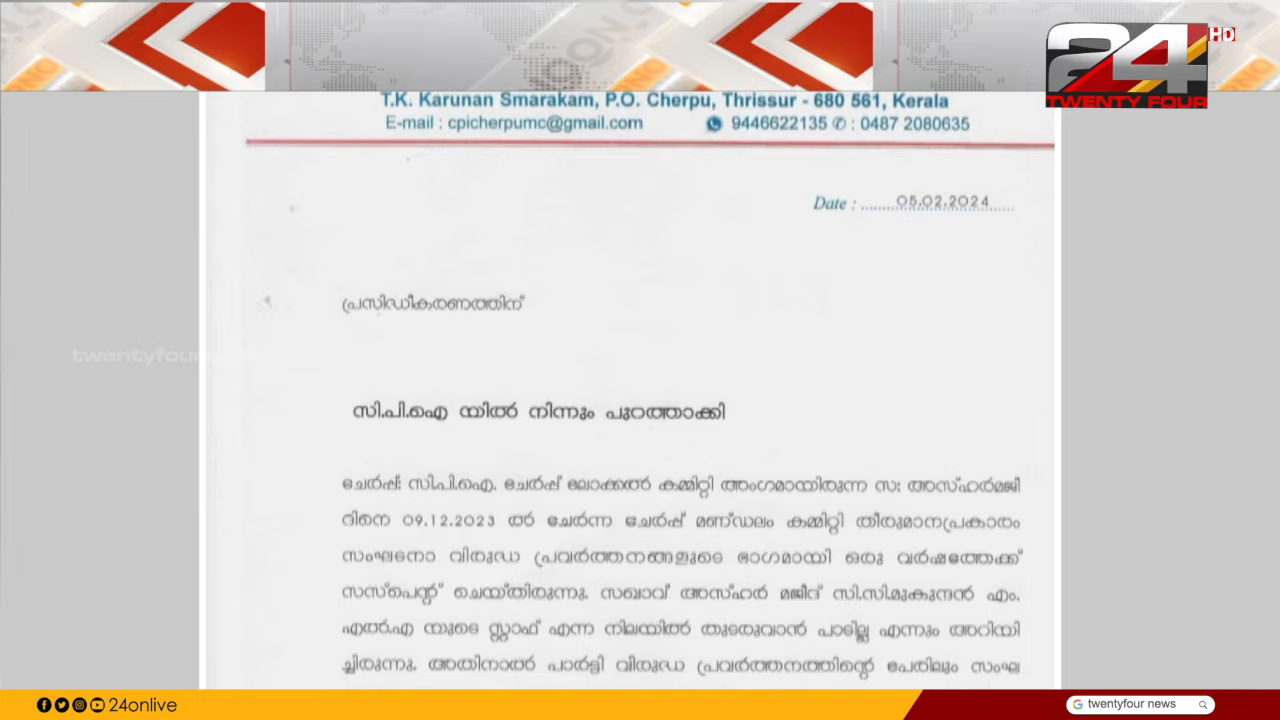 24
HD
TWENTY FOUR
T.K. Karunan Smarakam, P.O. Cherpu, Thrissur - 680 561, Kerala
E-mail : cpicherpumc@gmail.com 9446622135 ✆ : 0487 2080635
Date : ........05.02.2024......
പ്രസിദ്ധീകരണത്തിന്
twentyfour
സി.പി.ഐ യിൽ നിന്നും പുറത്താക്കി
ചേർപ്പ്: സി.പി.ഐ. ചേർപ്പ് ലോക്കൽ കമ്മിറ്റി അംഗമായിരുന്ന സ: അസ്ഹർമജീ
ദിനെ 09.12.2023 ൽ ചേർന്ന ചേർപ്പ് മണ്ഡലം കമ്മിറ്റി തീരുമാനപ്രകാരം
സംഘടനാ വിരുദ്ധ പ്രവർത്തനങ്ങളുടെ ഭാഗമായി ഒരു വർഷത്തേക്ക്
സസ്പെന്റ് ചെയ്തിരുന്നു. സഖാവ് അസ്ഹർ മജീദ് സി.സി.മുകുന്ദൻ എം.
എൽ.എ യുടെ സ്റ്റാഫ് എന്ന നിലയിൽ തുടരുവാൻ പാടില്ല എന്നും അറിയി
ച്ചിരുന്നു. അതിനാൽ പാർട്ടി വിരുദ്ധ പ്രവർത്തനത്തിന്റെ പേരിലും സംഘ
24onlive
twentyfour news